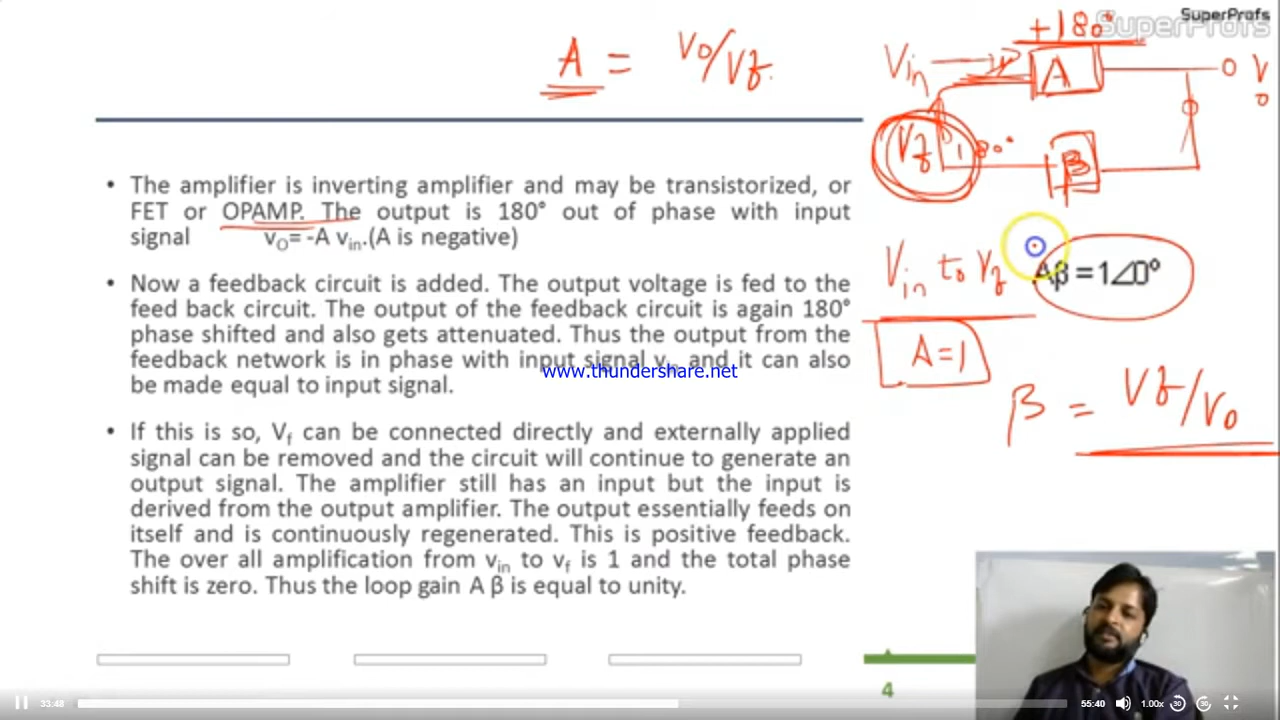 SuperProfs
SuperProfs
+180°
A = Vo/Vf.
Vin
A
Vo
Vf
180°
β
• The amplifier is inverting amplifier and may be transistorized, or
FET or OPAMP. The output is 180° out of phase with input
signal vO= -A vin.(A is negative)
Vin to Vf
Aβ = 1∠0°
• Now a feedback circuit is added. The output voltage is fed to the
feed back circuit. The output of the feedback circuit is again 180°
phase shifted and also gets attenuated. Thus the output from the
feedback network is in phase with input signal vin and it can also
be made equal to input signal.
www.thundershare.net
A=1
β = Vf/Vo
• If this is so, Vf can be connected directly and externally applied
signal can be removed and the circuit will continue to generate an
output signal. The amplifier still has an input but the input is
derived from the output amplifier. The output essentially feeds on
itself and is continuously regenerated. This is positive feedback.
The over all amplification from vin to vf is 1 and the total phase
shift is zero. Thus the loop gain A β is equal to unity.
4
33:48
55:40
1.00x
30
30